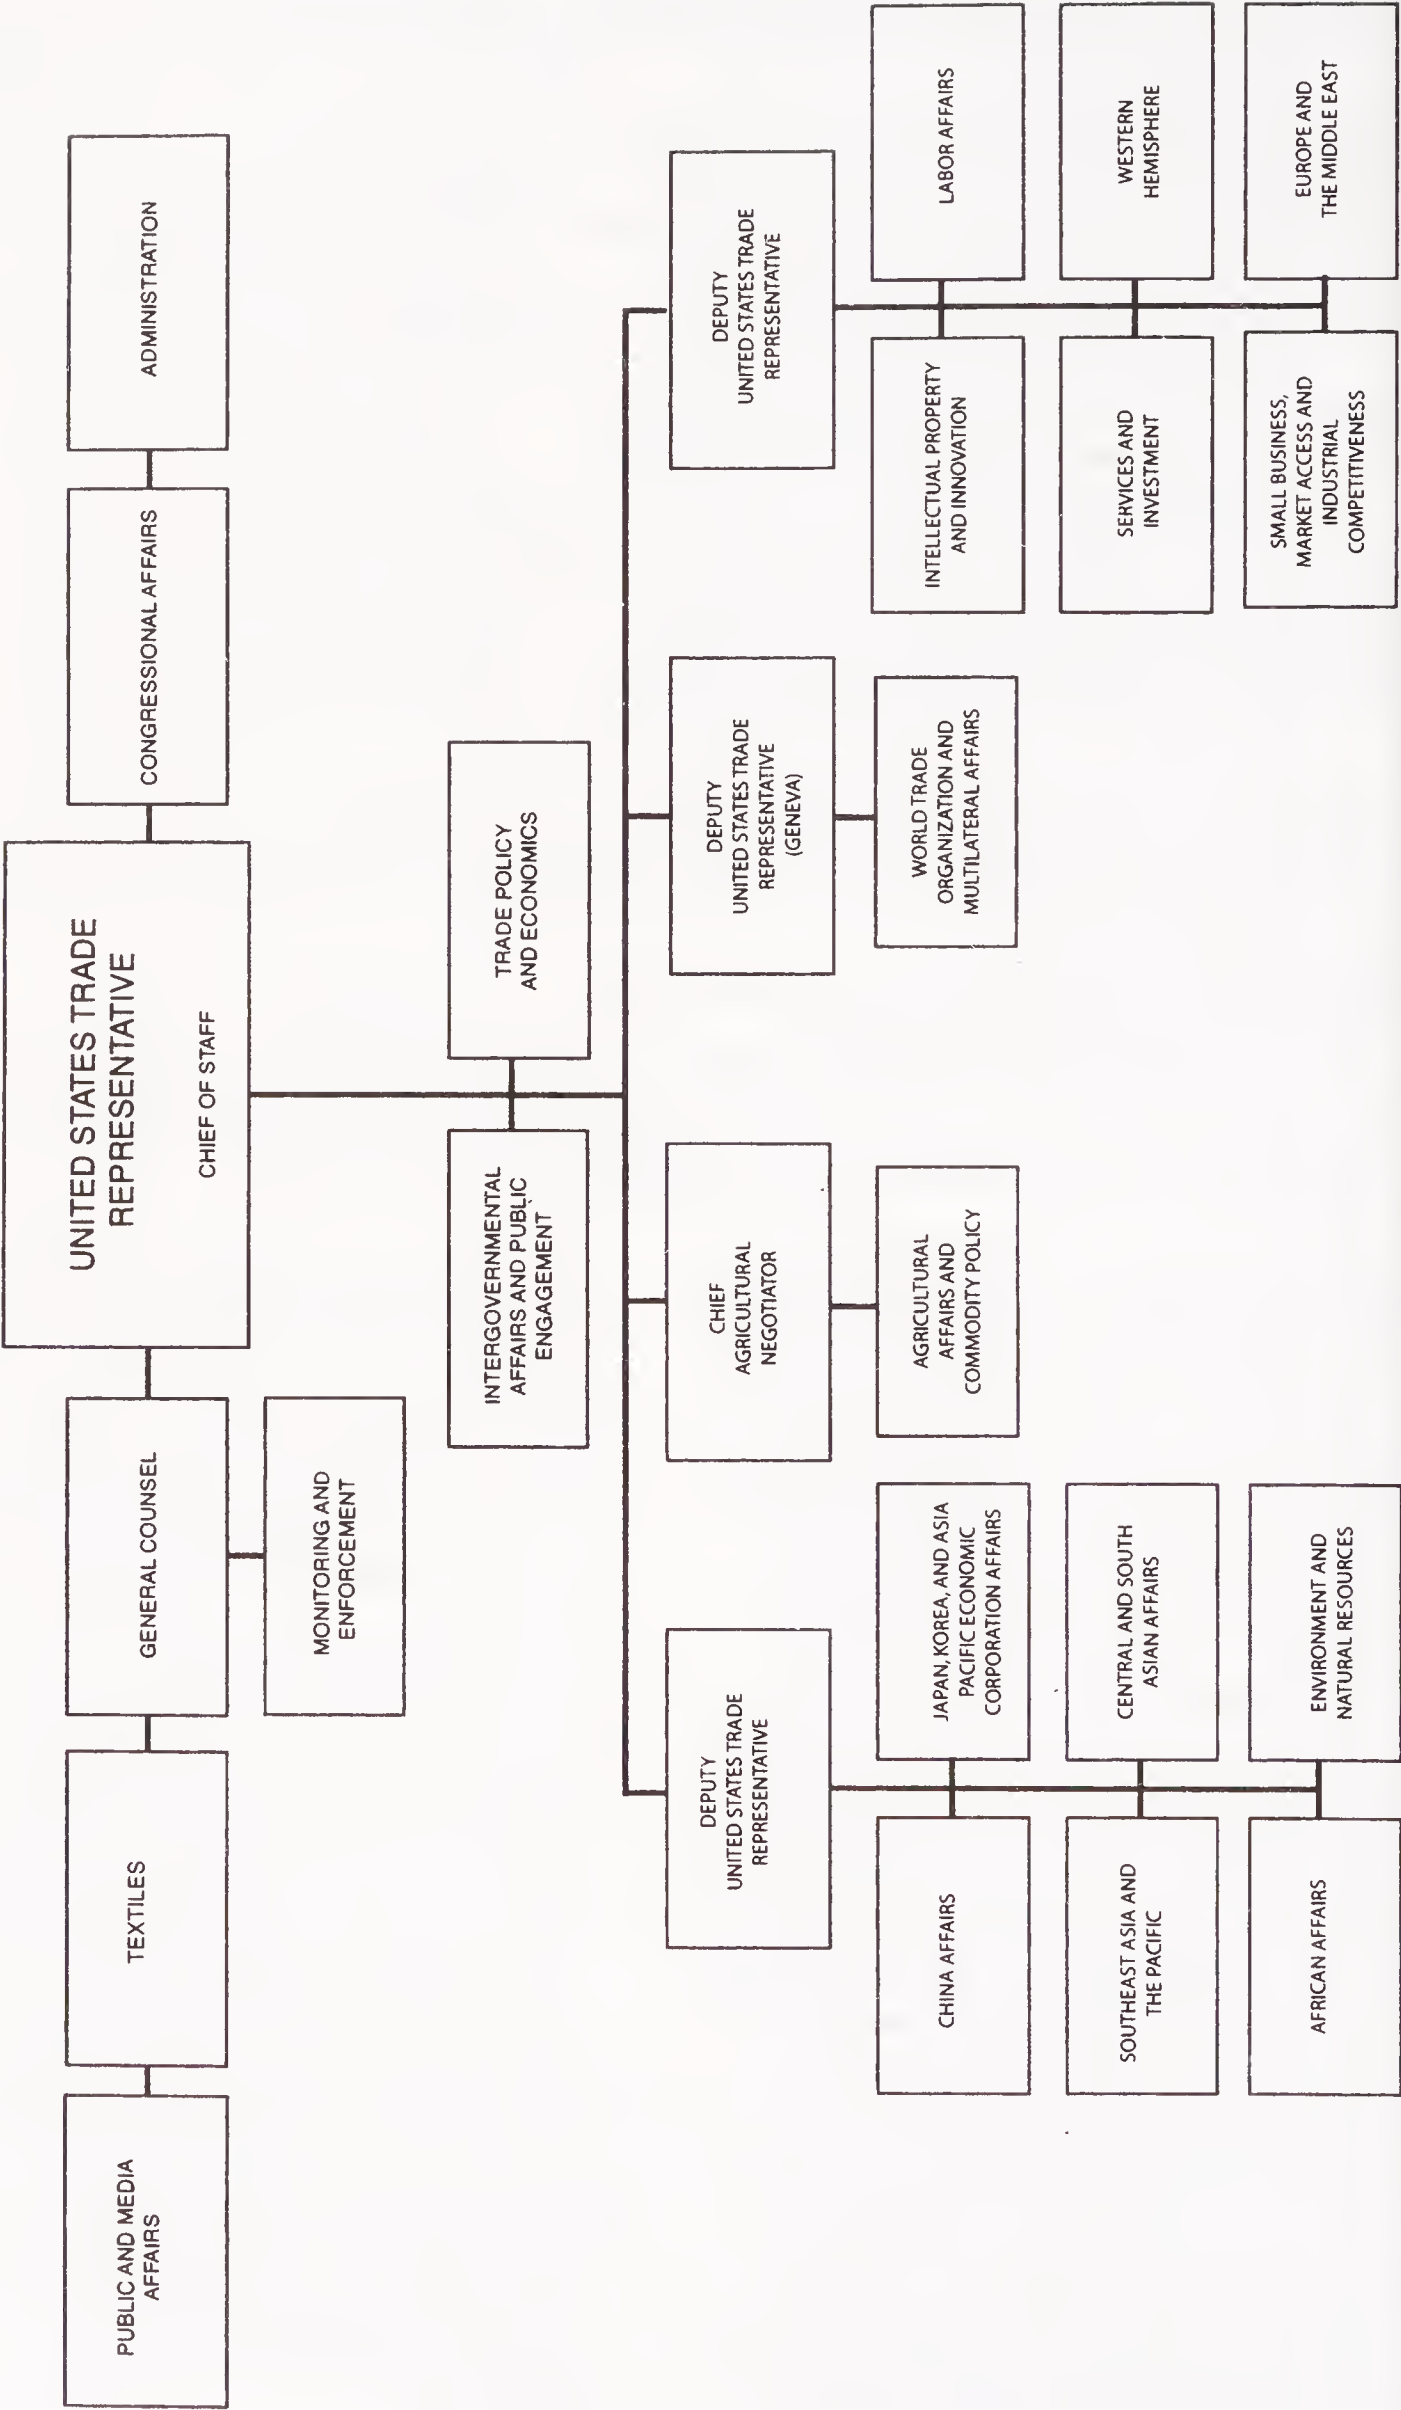 UNITED STATES TRADE
REPRESENTATIVE
CHIEF OF STAFF
PUBLIC AND MEDIA
AFFAIRS
TEXTILES
GENERAL COUNSEL
CONGRESSIONAL AFFAIRS
ADMINISTRATION
MONITORING AND
ENFORCEMENT
INTERGOVERNMENTAL
AFFAIRS AND PUBLIC
ENGAGEMENT
TRADE POLICY
AND ECONOMICS
DEPUTY
UNITED STATES TRADE
REPRESENTATIVE
CHIEF
AGRICULTURAL
NEGOTIATOR
DEPUTY
UNITED STATES TRADE
REPRESENTATIVE
(GENEVA)
DEPUTY
UNITED STATES TRADE
REPRESENTATIVE
CHINA AFFAIRS
JAPAN, KOREA, AND ASIA
PACIFIC ECONOMIC
CORPORATION AFFAIRS
AGRICULTURAL
AFFAIRS AND
COMMODITY POLICY
WORLD TRADE
ORGANIZATION AND
MULTILATERAL AFFAIRS
INTELLECTUAL PROPERTY
AND INNOVATION
LABOR AFFAIRS
SOUTHEAST ASIA AND
THE PACIFIC
CENTRAL AND SOUTH
ASIAN AFFAIRS
SERVICES AND
INVESTMENT
WESTERN
HEMISPHERE
AFRICAN AFFAIRS
ENVIRONMENT AND
NATURAL RESOURCES
SMALL BUSINESS,
MARKET ACCESS AND
INDUSTRIAL
COMPETITIVENESS
EUROPE AND
THE MIDDLE EAST